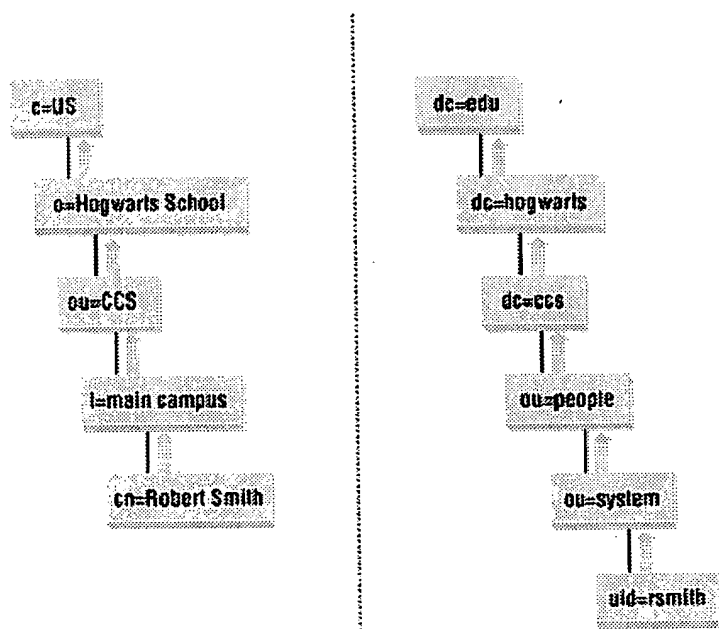 c=US
o=Hogwarts School
ou=CCS
l=main campus
cn=Robert Smith
dc=edu
dc=hogwarts
dc=ccs
ou=people
ou=system
uid=rsmith